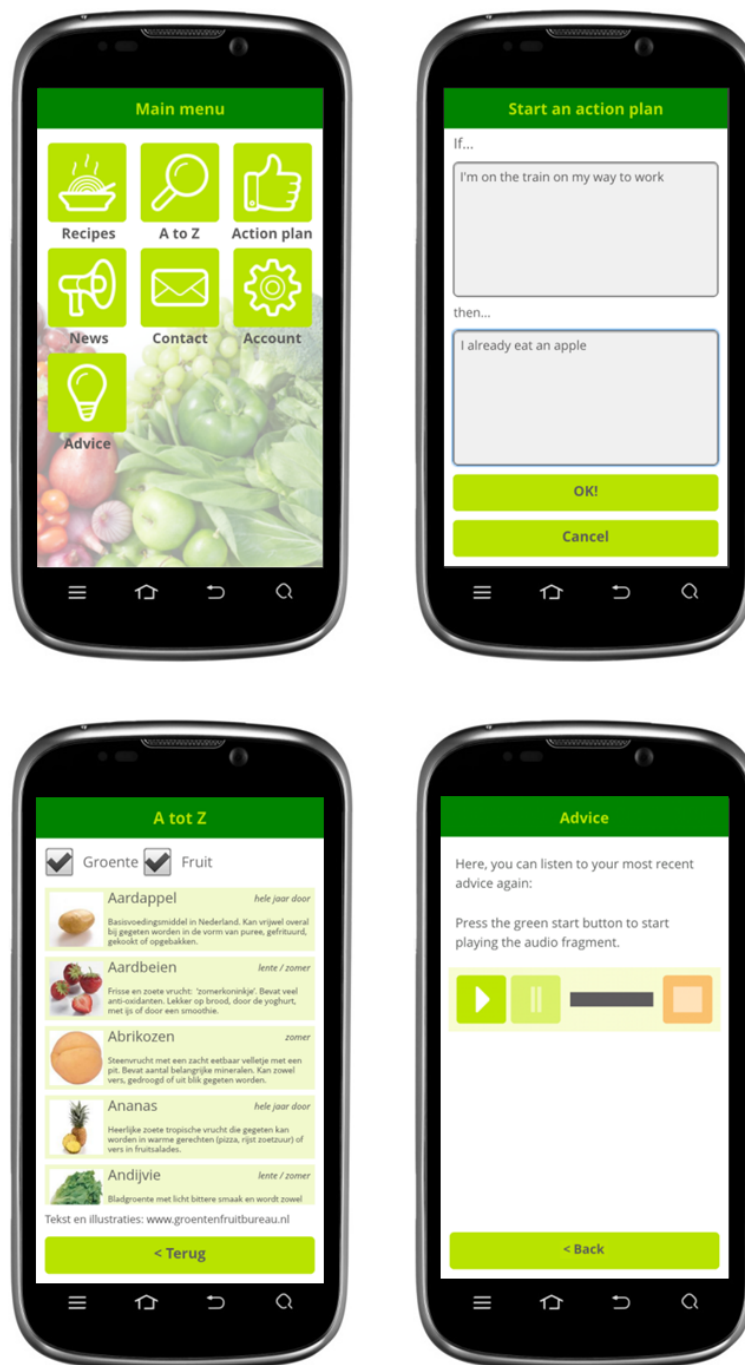 Main menu
Recipes A to Z Action plan
News Contact Account
Advice
Start an action plan
If...
I'm on the train on my way to work
then...
I already eat an apple
OK!
Cancel
A tot Z
Groente Fruit
Aardappel hele jaar door
Basisvoedingsmiddel in Nederland. Kan vrijwel overal
bij gegeten worden in de vorm van puree, gefrituurd,
gekookt of opgebakken.
Aardbeien lente / zomer
Frisse en zoete vrucht: 'zomerkoninkje'. Bevat veel
anti-oxidanten. Lekker op brood, door de yoghurt,
met ijs of door een smoothie.
Abrikozen zomer
Steenvrucht met een zacht eetbaar velletje met een
pit. Bevat aantal belangrijke mineralen. Kan zowel
vers, gedroogd of uit blik gegeten worden.
Ananas hele jaar door
Heerlijke zoete tropische vrucht die gegeten kan
worden in warme gerechten (pizza, rijst zoetzuur) of
vers in fruitsalades.
Andijvie lente / zomer
Bladgroente met licht bittere smaak en wordt zowel
Tekst en illustraties: www.groentenfruitbureau.nl
< Terug
Advice
Here, you can listen to your most recent
advice again:
Press the green start button to start
playing the audio fragment.
< Back